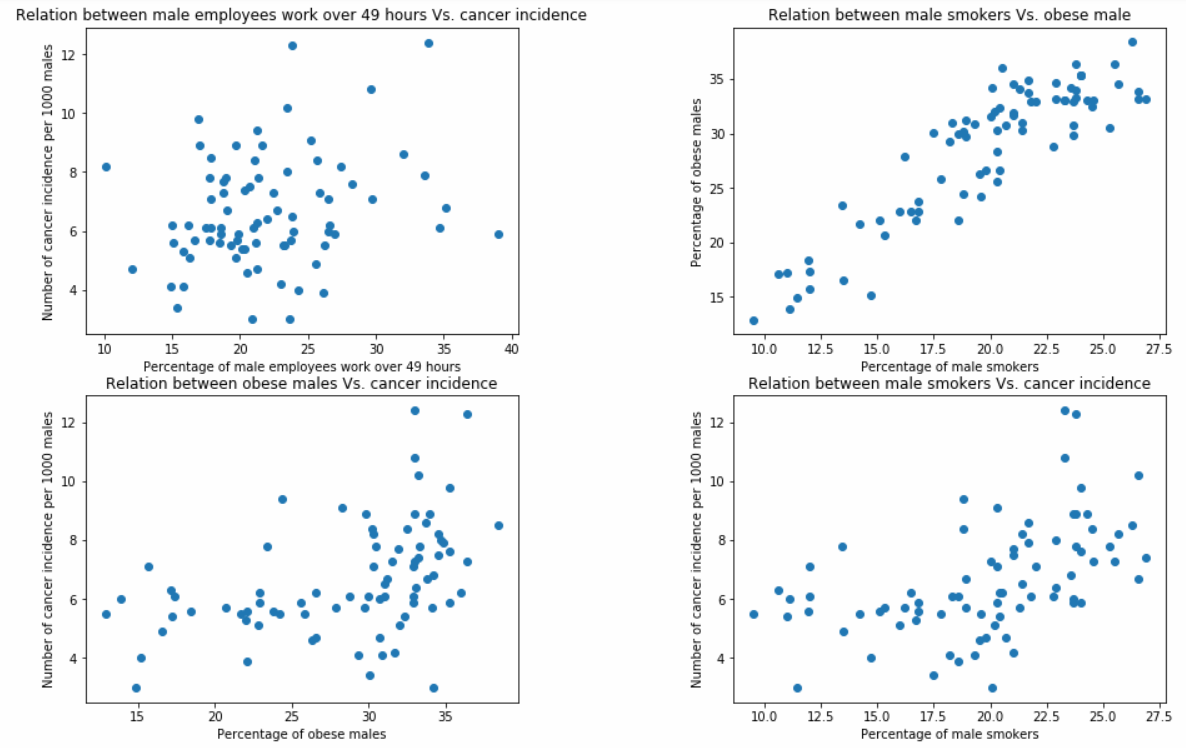 Relation between male employees work over 49 hours Vs. cancer incidence
Number of cancer incidence per 1000 males
12
10
8
6
4
10 15 20 25 30 35 40
Percentage of male employees work over 49 hours
Relation between male smokers Vs. obese male
Percentage of obese males
35
30
25
20
15
10.0 12.5 15.0 17.5 20.0 22.5 25.0 27.5
Percentage of male smokers
Relation between obese males Vs. cancer incidence
Number of cancer incidence per 1000 males
12
10
8
6
4
15 20 25 30 35
Percentage of obese males
Relation between male smokers Vs. cancer incidence
Number of cancer incidence per 1000 males
12
10
8
6
4
10.0 12.5 15.0 17.5 20.0 22.5 25.0 27.5
Percentage of male smokers